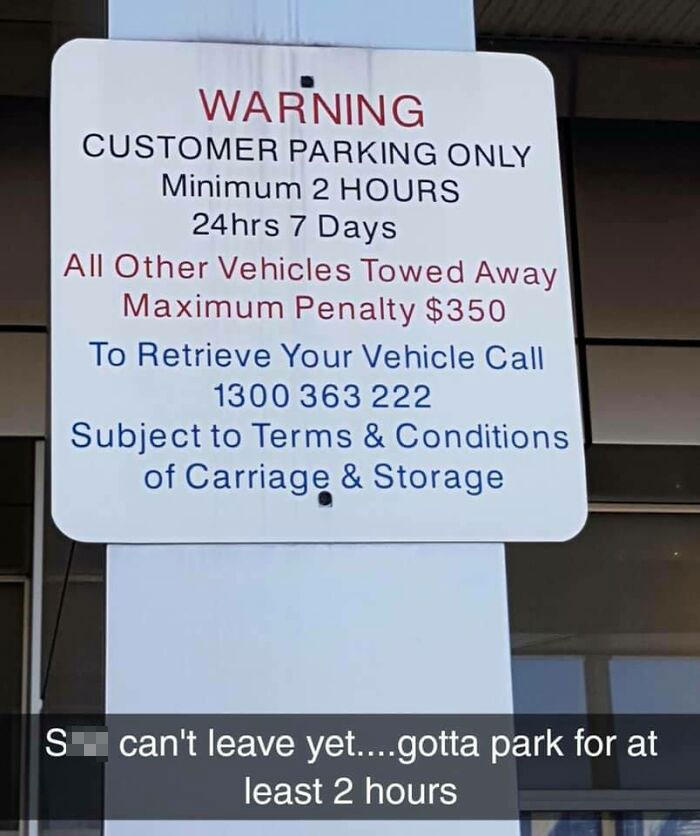 WARNING
CUSTOMER PARKING ONLY
Minimum 2 HOURS
24hrs 7 Days
All Other Vehicles Towed Away
Maximum Penalty $350
To Retrieve Your Vehicle Call
1300 363 222
Subject to Terms & Conditions
of Carriage & Storage
can't leave yet....gotta park for at
least 2 hours